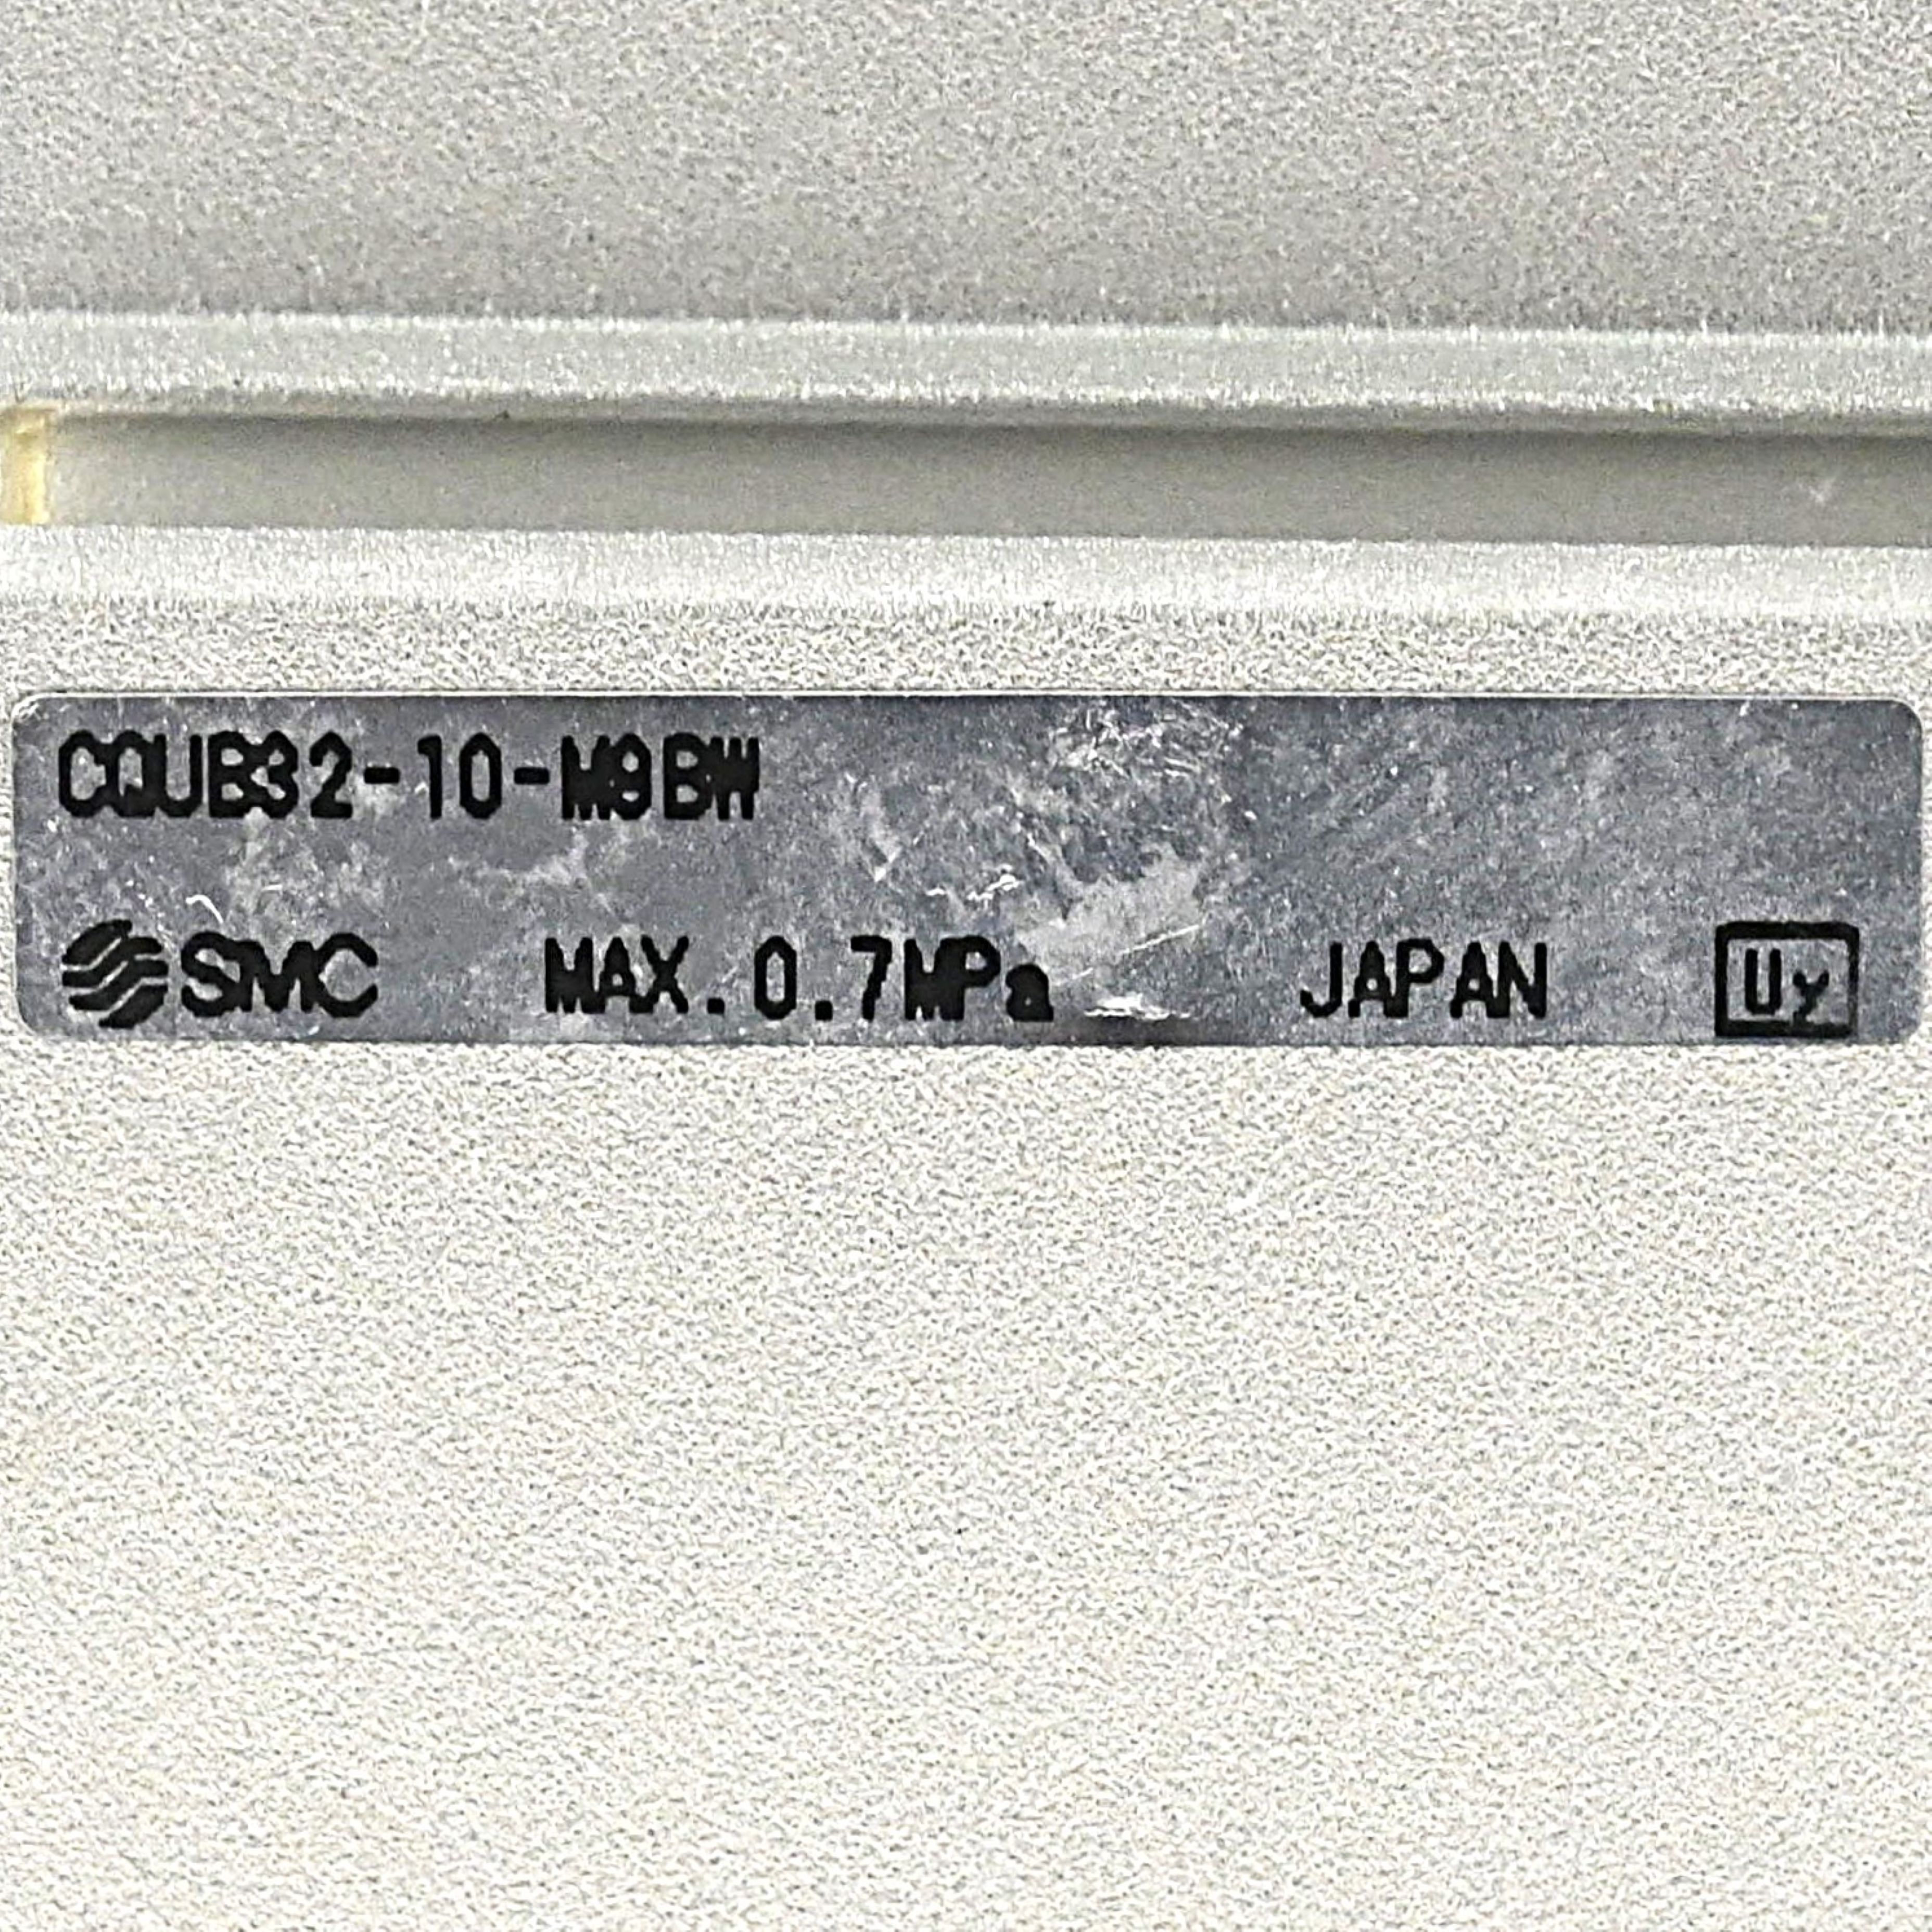 CQUB32-10-M9BW
SMC MAX.0.7MPa JAPAN Uy